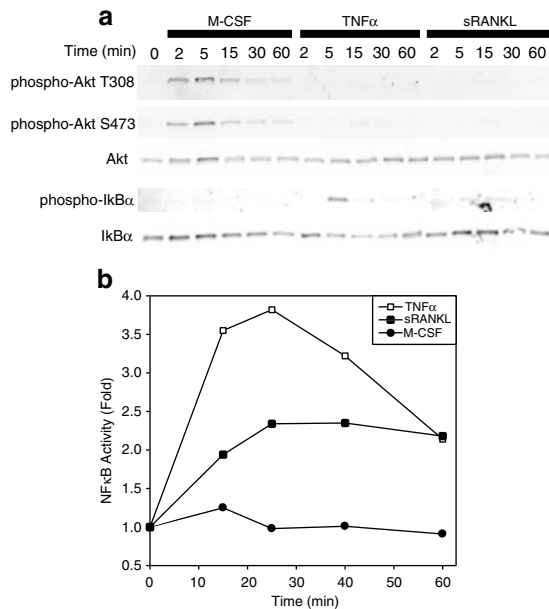 a
M-CSF TNFα sRANKL
Time (min) 0 2 5 15 30 60 2 5 15 30 60 2 5 15 30 60
phospho-Akt T308
phospho-Akt S473
Akt
phospho-IkBα
IkBα
b
4.0
3.5
3.0
2.5
2.0
1.5
1.0
0.5
NFκB Activity (Fold)
TNFα
sRANKL
M-CSF
0 10 20 30 40 50 60
Time (min)